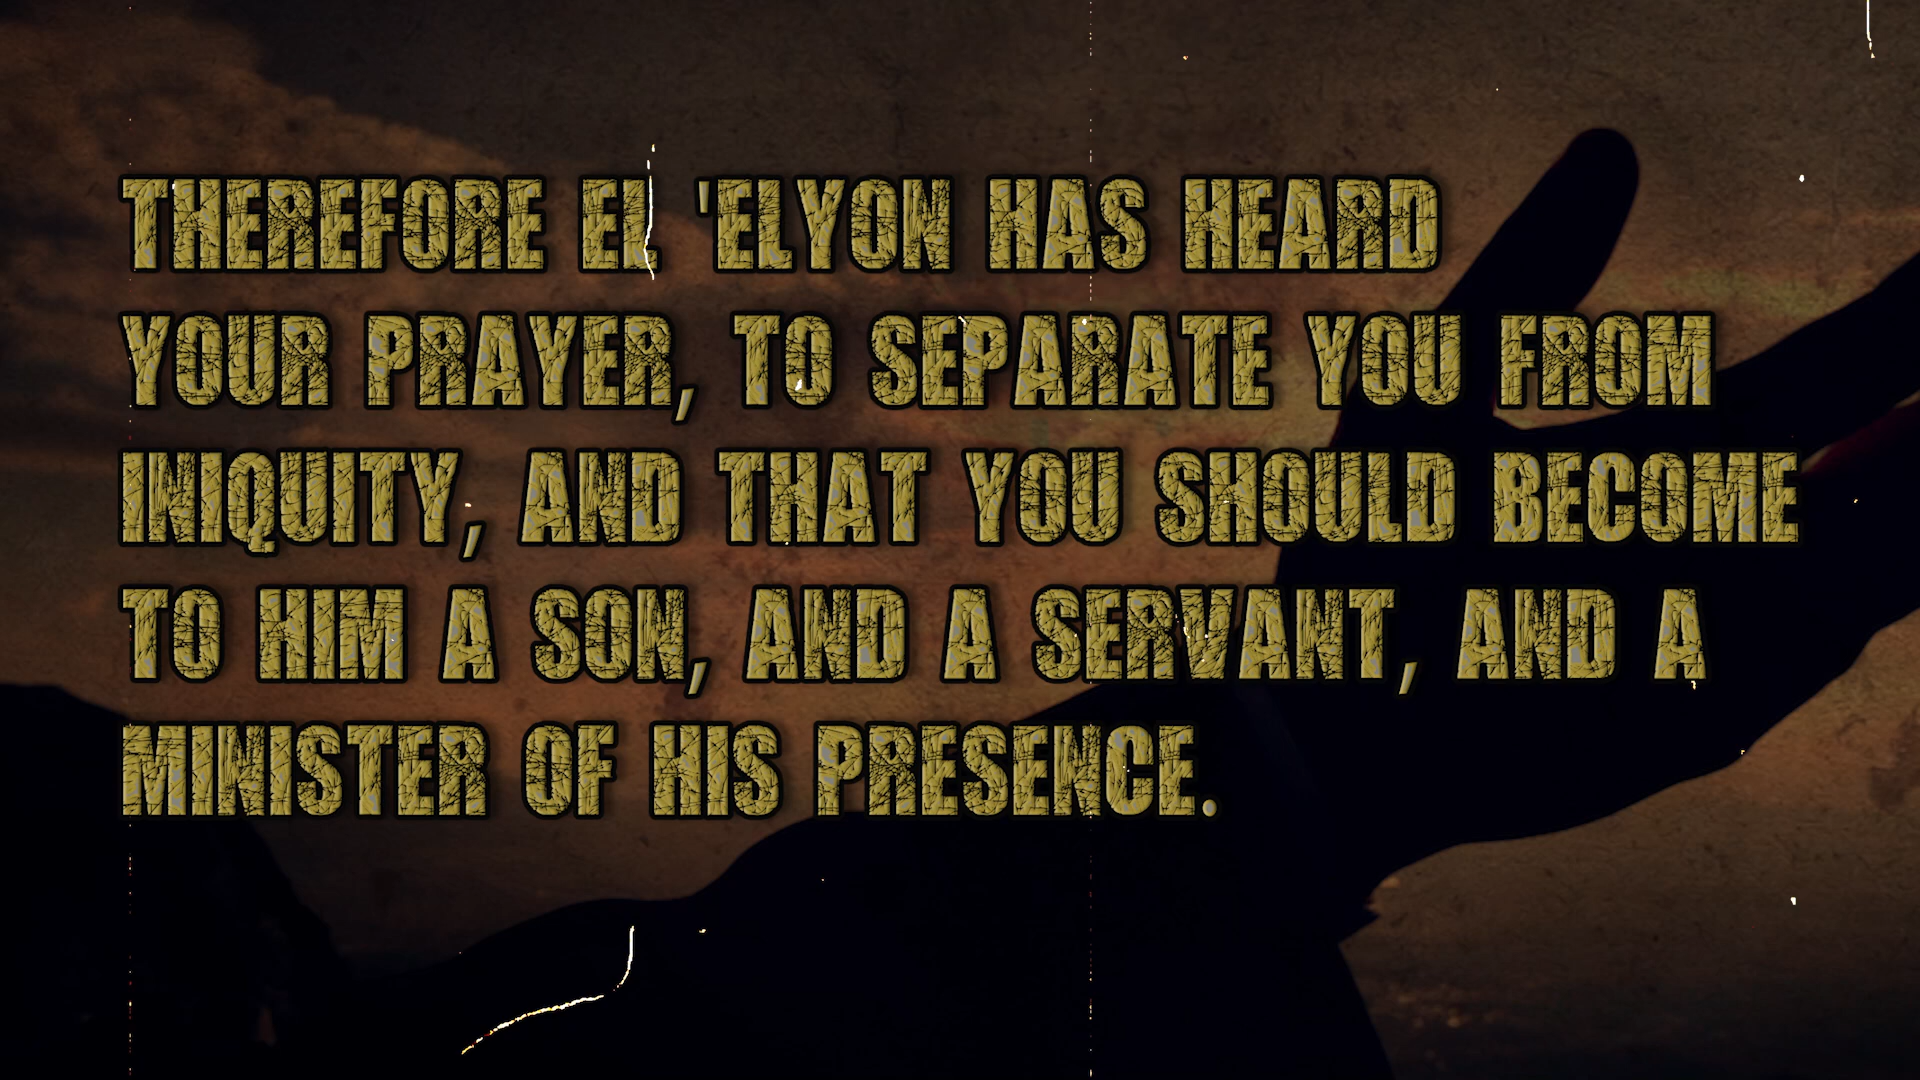 THEREFORE EL 'ELYON HAS HEARD
YOUR PRAYER, TO SEPARATE YOU FROM
INIQUITY, AND THAT YOU SHOULD BECOME
TO HIM A SON, AND A SERVANT, AND A
MINISTER OF HIS PRESENCE.